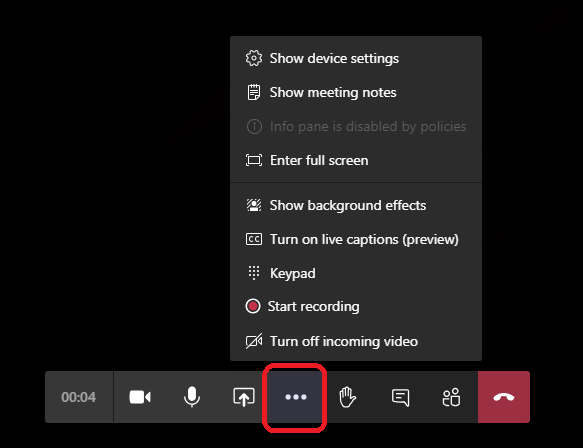 Show device settings
Show meeting notes
Info pane is disabled by policies
Enter full screen
Show background effects
CC Turn on live captions (preview)
Keypad
Start recording
Turn off incoming video
00:04